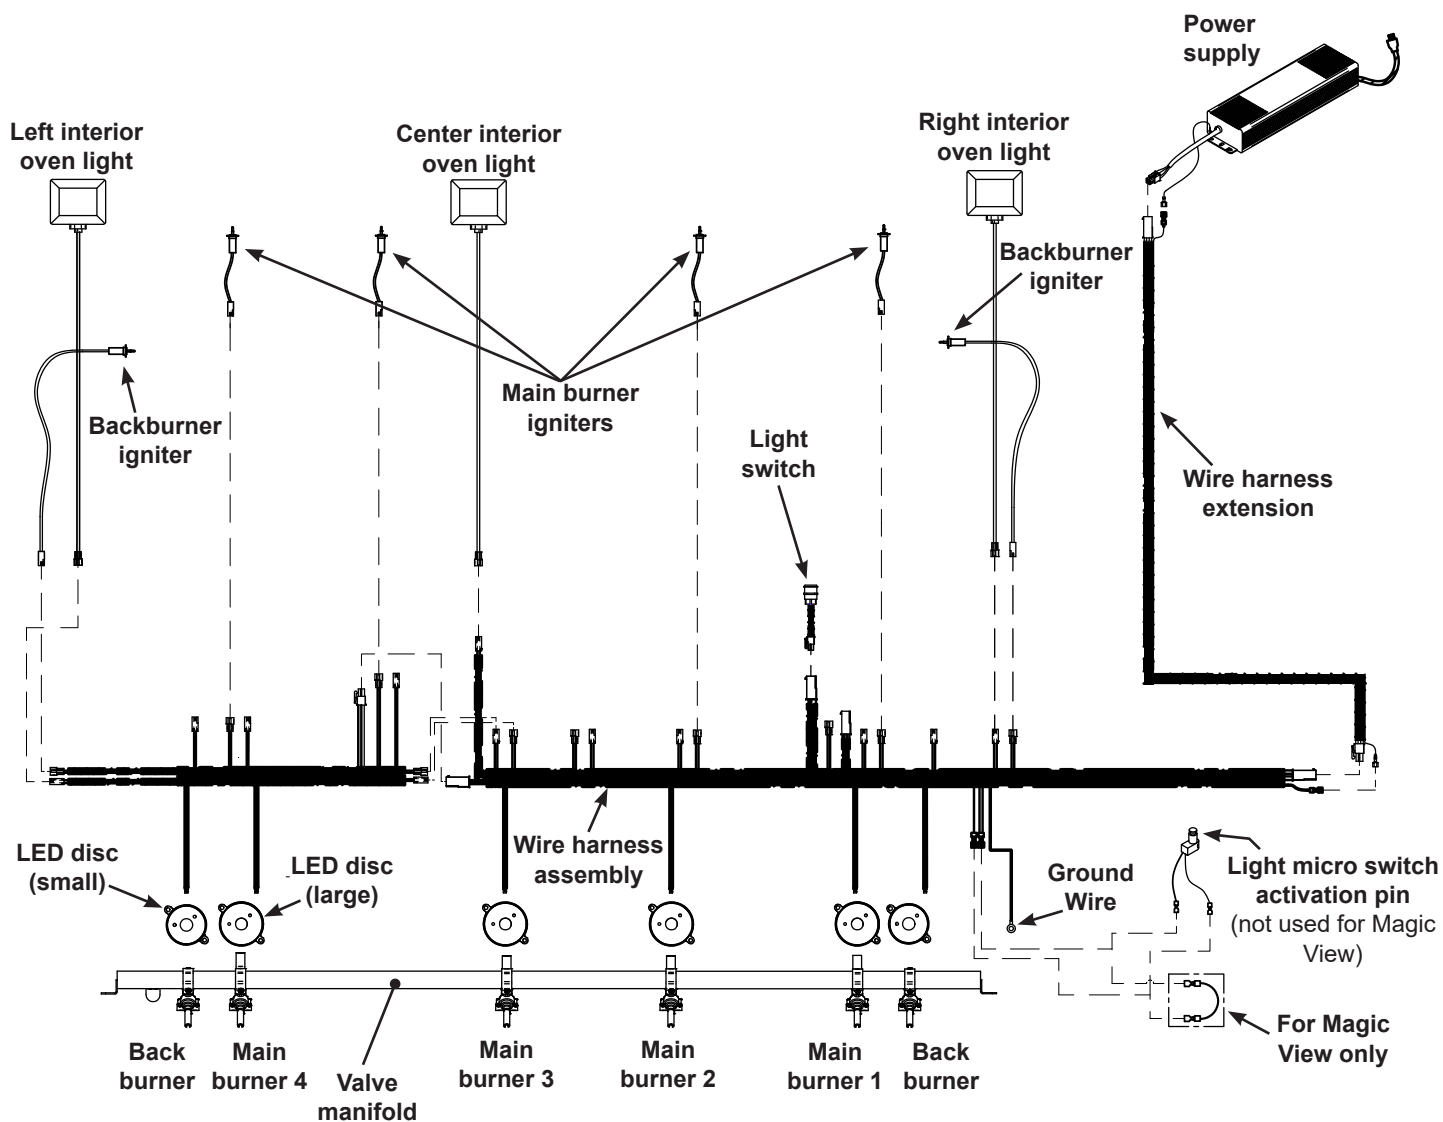 Power
supply
Left interior
oven light
Center interior
oven light
Right interior
oven light
Backburner
igniter
Main burner
igniters
Backburner
igniter
Light
switch
Wire harness
extension
Wire harness
assembly
LED disc
(small)
LED disc
(large)
Ground
Wire
Light micro switch
activation pin
(not used for Magic
View)
For Magic
View only
Back
burner
Main
burner 4
Valve
manifold
Main
burner 3
Main
burner 2
Main
burner 1
Back
burner